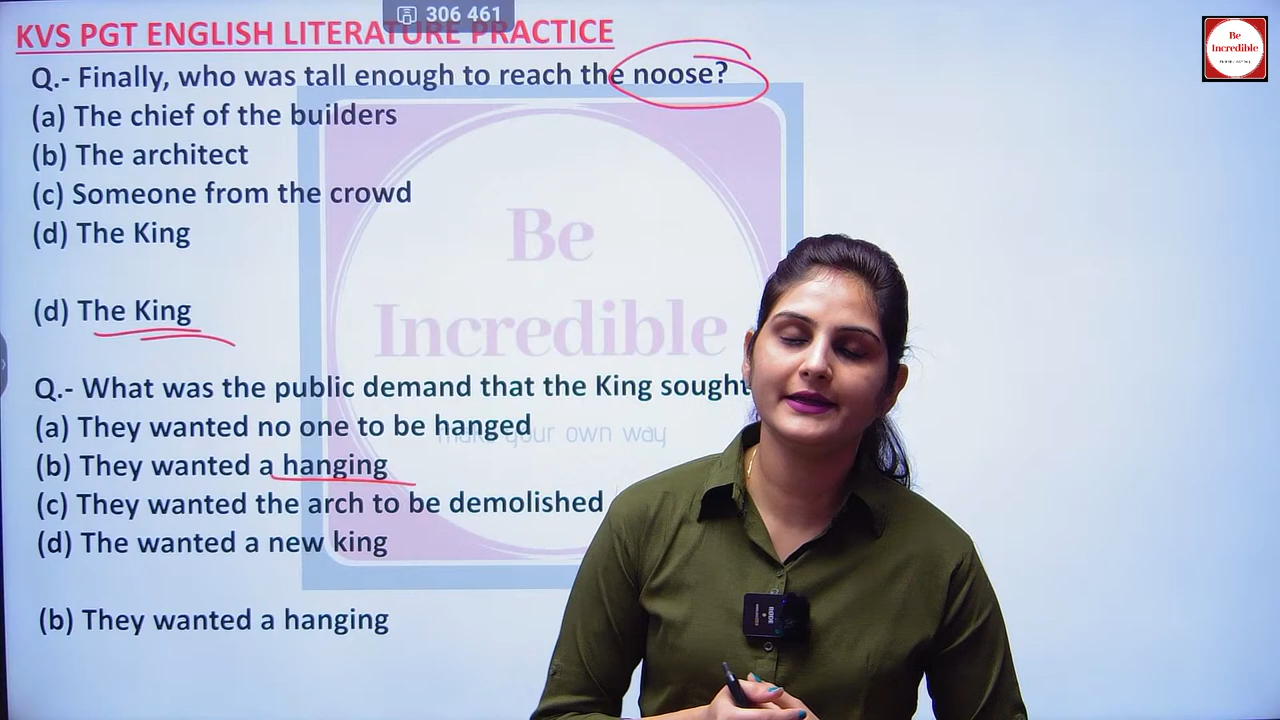 306 461
KVS PGT ENGLISH LITERATURE PRACTICE
Be
Incredible
Q.- Finally, who was tall enough to reach the noose?
(a) The chief of the builders
(b) The architect
(c) Someone from the crowd
(d) The King
Be
Incredible
make your own way
(d) The King
Q.- What was the public demand that the King sought
(a) They wanted no one to be hanged
(b) They wanted a hanging
(c) They wanted the arch to be demolished
(d) The wanted a new king
(b) They wanted a hanging
RODE